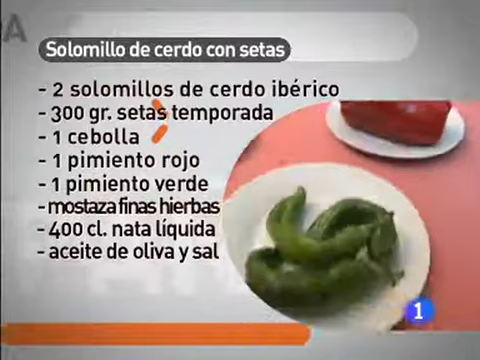 Solomillo de cerdo con setas
- 2 solomillos de cerdo ibérico
- 300 gr. setas temporada
- 1 cebolla
- 1 pimiento rojo
- 1 pimiento verde
- mostaza finas hierbas
- 400 cl. nata líquida
- aceite de oliva y sal
1